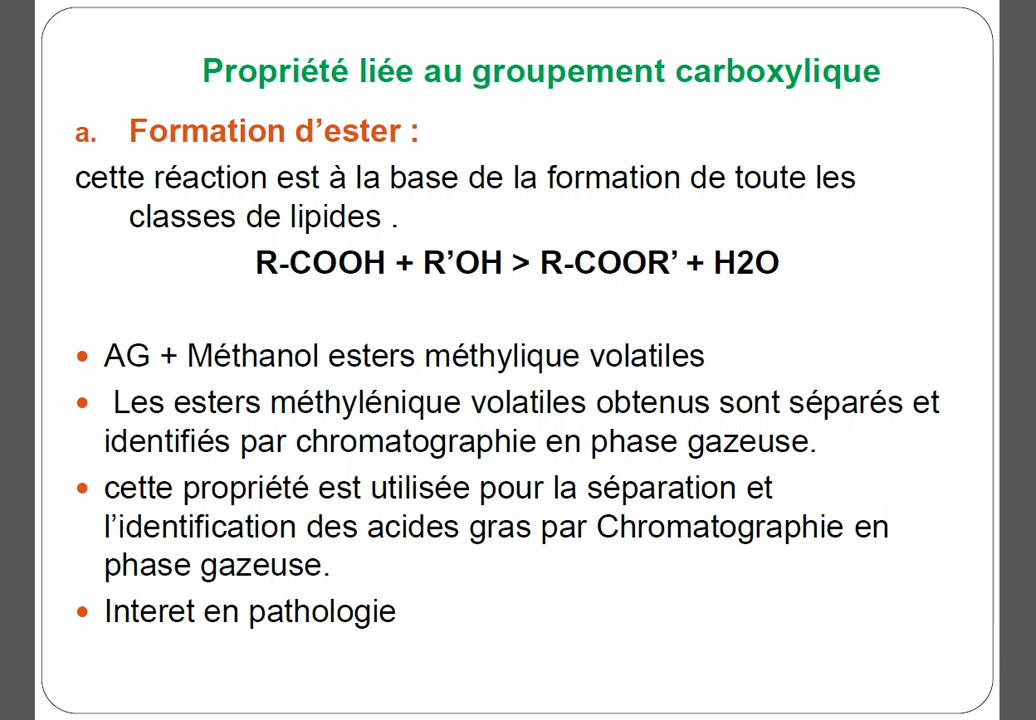 Propriété liée au groupement carboxylique
a. Formation d’ester :
cette réaction est à la base de la formation de toute les
classes de lipides .
R-COOH + R’OH > R-COOR’ + H2O
• AG + Méthanol esters méthylique volatiles
• Les esters méthylénique volatiles obtenus sont séparés et
identifiés par chromatographie en phase gazeuse.
• cette propriété est utilisée pour la séparation et
l’identification des acides gras par Chromatographie en
phase gazeuse.
• Interet en pathologie